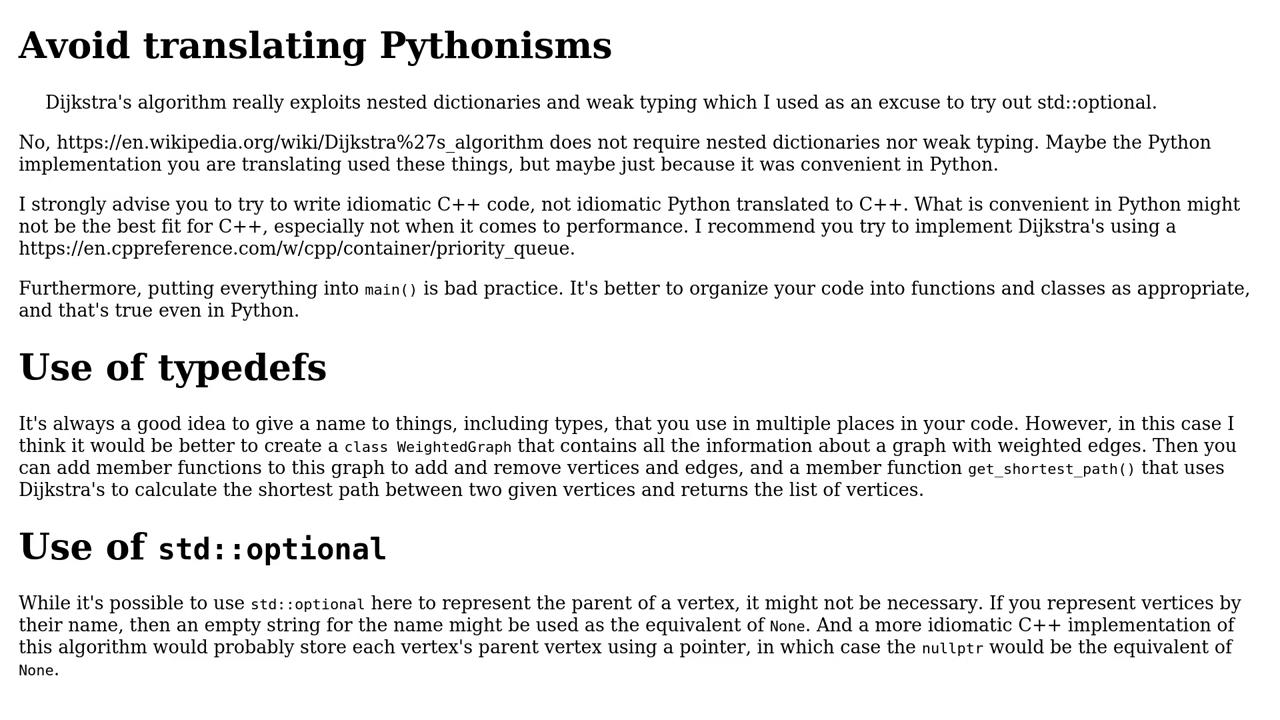 Avoid translating Pythonisms
Dijkstra's algorithm really exploits nested dictionaries and weak typing which I used as an excuse to try out std::optional.
No, https://en.wikipedia.org/wiki/Dijkstra%27s_algorithm does not require nested dictionaries nor weak typing. Maybe the Python
implementation you are translating used these things, but maybe just because it was convenient in Python.
I strongly advise you to try to write idiomatic C++ code, not idiomatic Python translated to C++. What is convenient in Python might
not be the best fit for C++, especially not when it comes to performance. I recommend you try to implement Dijkstra's using a
https://en.cppreference.com/w/cpp/container/priority_queue.
Furthermore, putting everything into main() is bad practice. It's better to organize your code into functions and classes as appropriate,
and that's true even in Python.
Use of typedefs
It's always a good idea to give a name to things, including types, that you use in multiple places in your code. However, in this case I
think it would be better to create a class WeightedGraph that contains all the information about a graph with weighted edges. Then you
can add member functions to this graph to add and remove vertices and edges, and a member function get_shortest_path() that uses
Dijkstra's to calculate the shortest path between two given vertices and returns the list of vertices.
Use of std::optional
While it's possible to use std::optional here to represent the parent of a vertex, it might not be necessary. If you represent vertices by
their name, then an empty string for the name might be used as the equivalent of None. And a more idiomatic C++ implementation of
this algorithm would probably store each vertex's parent vertex using a pointer, in which case the nullptr would be the equivalent of
None.